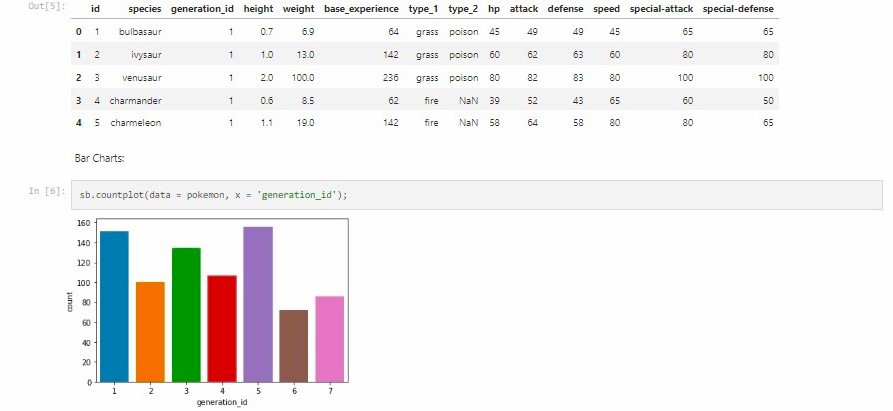 Out[5]:
id species generation_id height weight base_experience type_1 type_2 hp attack defense speed special-attack special-defense
0 1 bulbasaur 1 0.7 6.9 64 grass poison 45 49 49 45 65 65
1 2 ivysaur 1 1.0 13.0 142 grass poison 60 62 63 60 80 80
2 3 venusaur 1 2.0 100.0 236 grass poison 80 82 83 80 100 100
3 4 charmander 1 0.6 8.5 62 fire NaN 39 52 43 65 60 50
4 5 charmeleon 1 1.1 19.0 142 fire NaN 58 64 58 80 80 65
Bar Charts:
In [6]:
sb.countplot(data = pokemon, x = 'generation_id');
160
140
120
100
80
60
40
20
0
count
1 2 3 4 5 6 7
generation_id